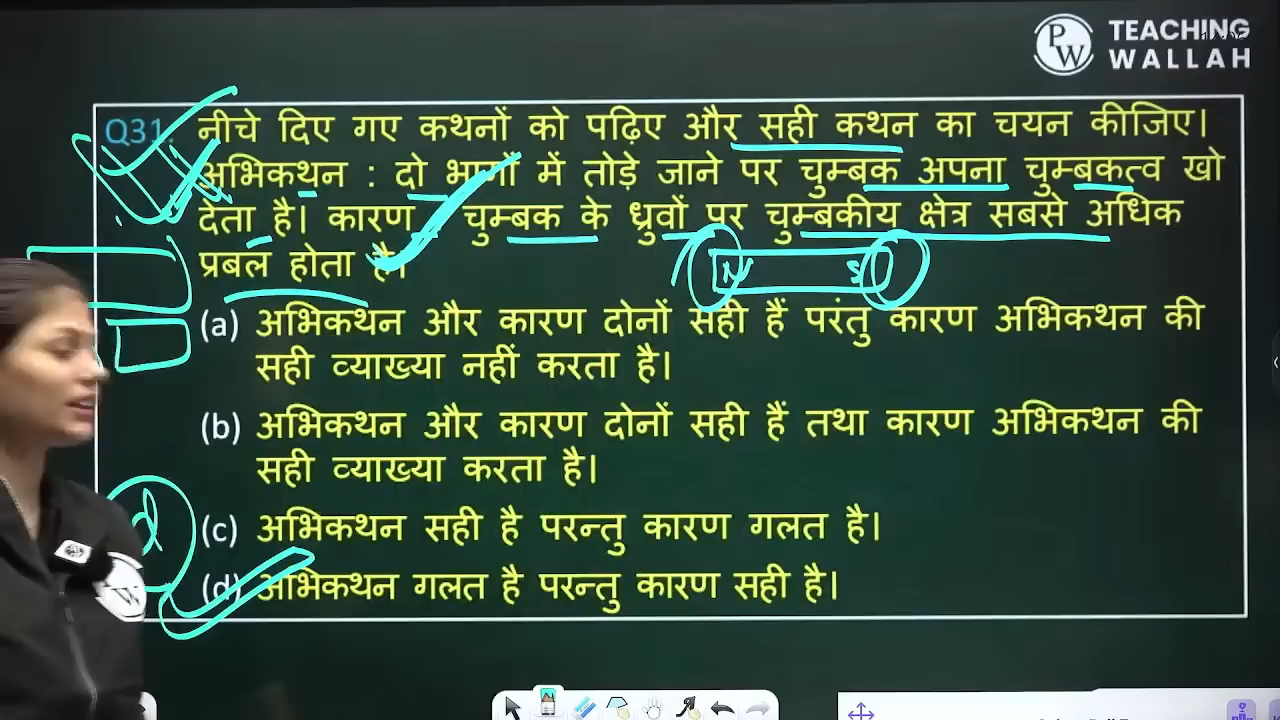 TEACHING
WALLAH
PW
Q31. नीचे दिए गए कथनों को पढ़िए और सही कथन का चयन कीजिए।
अभिकथन : दो भागों में तोड़े जाने पर चुम्बक अपना चुम्बकत्व खो
देता है। कारण चुम्बक के ध्रुवों पर चुम्बकीय क्षेत्र सबसे अधिक
प्रबल होता है।
N S
(a) अभिकथन और कारण दोनों सही हैं परंतु कारण अभिकथन की
सही व्याख्या नहीं करता है।
(b) अभिकथन और कारण दोनों सही हैं तथा कारण अभिकथन की
सही व्याख्या करता है।
d
(c) अभिकथन सही है परन्तु कारण गलत है।
(d) अभिकथन गलत है परन्तु कारण सही है।